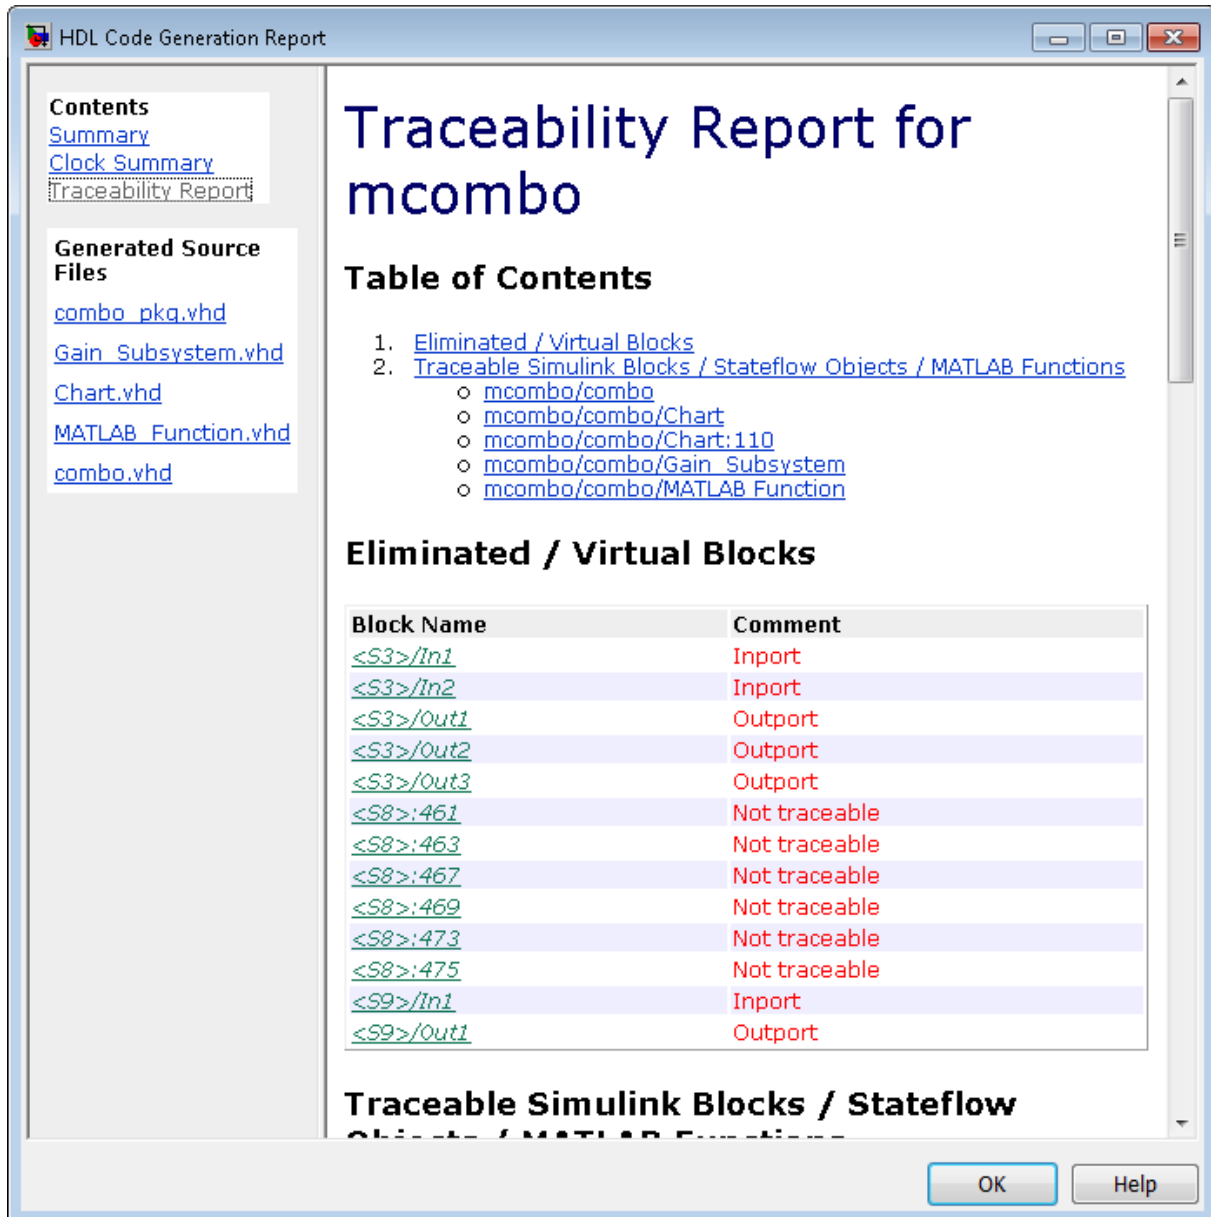 HDL Code Generation Report
Contents
Summary
Clock Summary
Traceability Report
Generated Source
Files
combo_pkg.vhd
Gain_Subsystem.vhd
Chart.vhd
MATLAB_Function.vhd
combo.vhd
Traceability Report for
mcombo
Table of Contents
1. Eliminated / Virtual Blocks
2. Traceable Simulink Blocks / Stateflow Objects / MATLAB Functions
o mcombo/combo
o mcombo/combo/Chart
o mcombo/combo/Chart:110
o mcombo/combo/Gain_Subsystem
o mcombo/combo/MATLAB Function
Eliminated / Virtual Blocks
Block Name Comment
<S3>/In1 Inport
<S3>/In2 Inport
<S3>/Out1 Outport
<S3>/Out2 Outport
<S3>/Out3 Outport
<S8>:461 Not traceable
<S8>:463 Not traceable
<S8>:467 Not traceable
<S8>:469 Not traceable
<S8>:473 Not traceable
<S8>:475 Not traceable
<S9>/In1 Inport
<S9>/Out1 Outport
Traceable Simulink Blocks / Stateflow
Objects / MATLAB Functions
OK Help